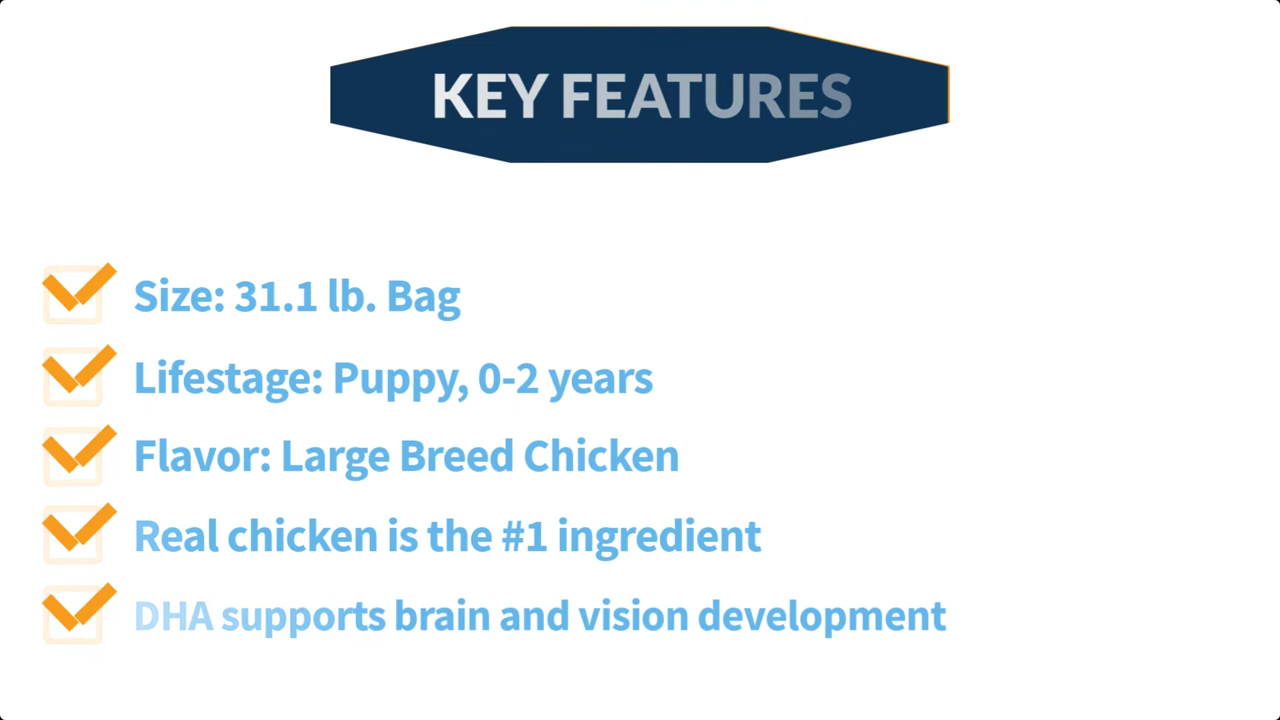 KEY FEATURES
Size: 31.1 lb. Bag
Lifestage: Puppy, 0-2 years
Flavor: Large Breed Chicken
Real chicken is the #1 ingredient
DHA supports brain and vision development